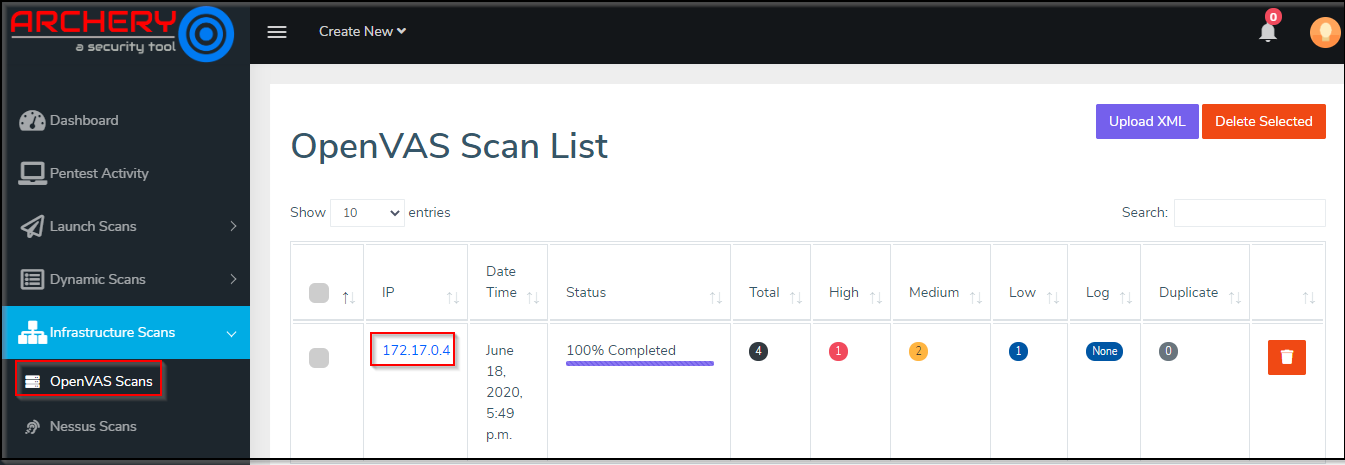 ARCHERY
a security tool
Create New
0
Dashboard
Pentest Activity
Launch Scans
Dynamic Scans
Infrastructure Scans
OpenVAS Scans
Nessus Scans
Upload XML
Delete Selected
OpenVAS Scan List
Show 10 entries
Search:
IP
Date
Time
Status
Total
High
Medium
Low
Log
Duplicate
172.17.0.4
June
18,
2020,
5:49
p.m.
100% Completed
4
1
2
1
None
0